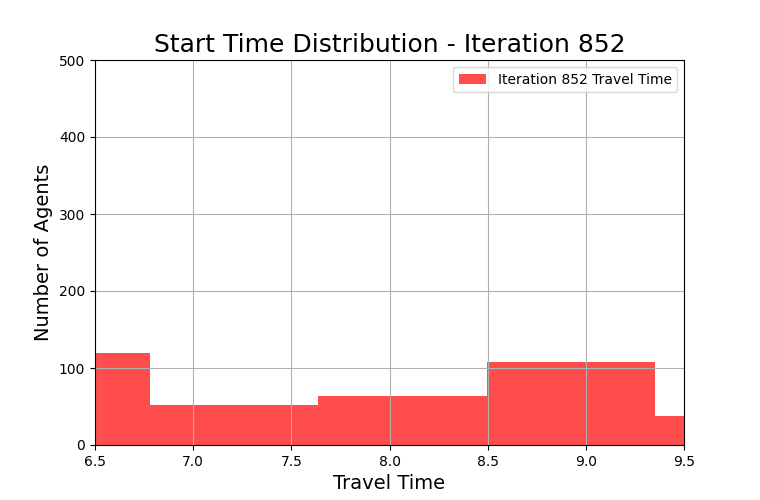 Start Time Distribution - Iteration 852
Iteration 852 Travel Time
Number of Agents
500
400
300
200
100
0
6.5 7.0 7.5 8.0 8.5 9.0 9.5
Travel Time